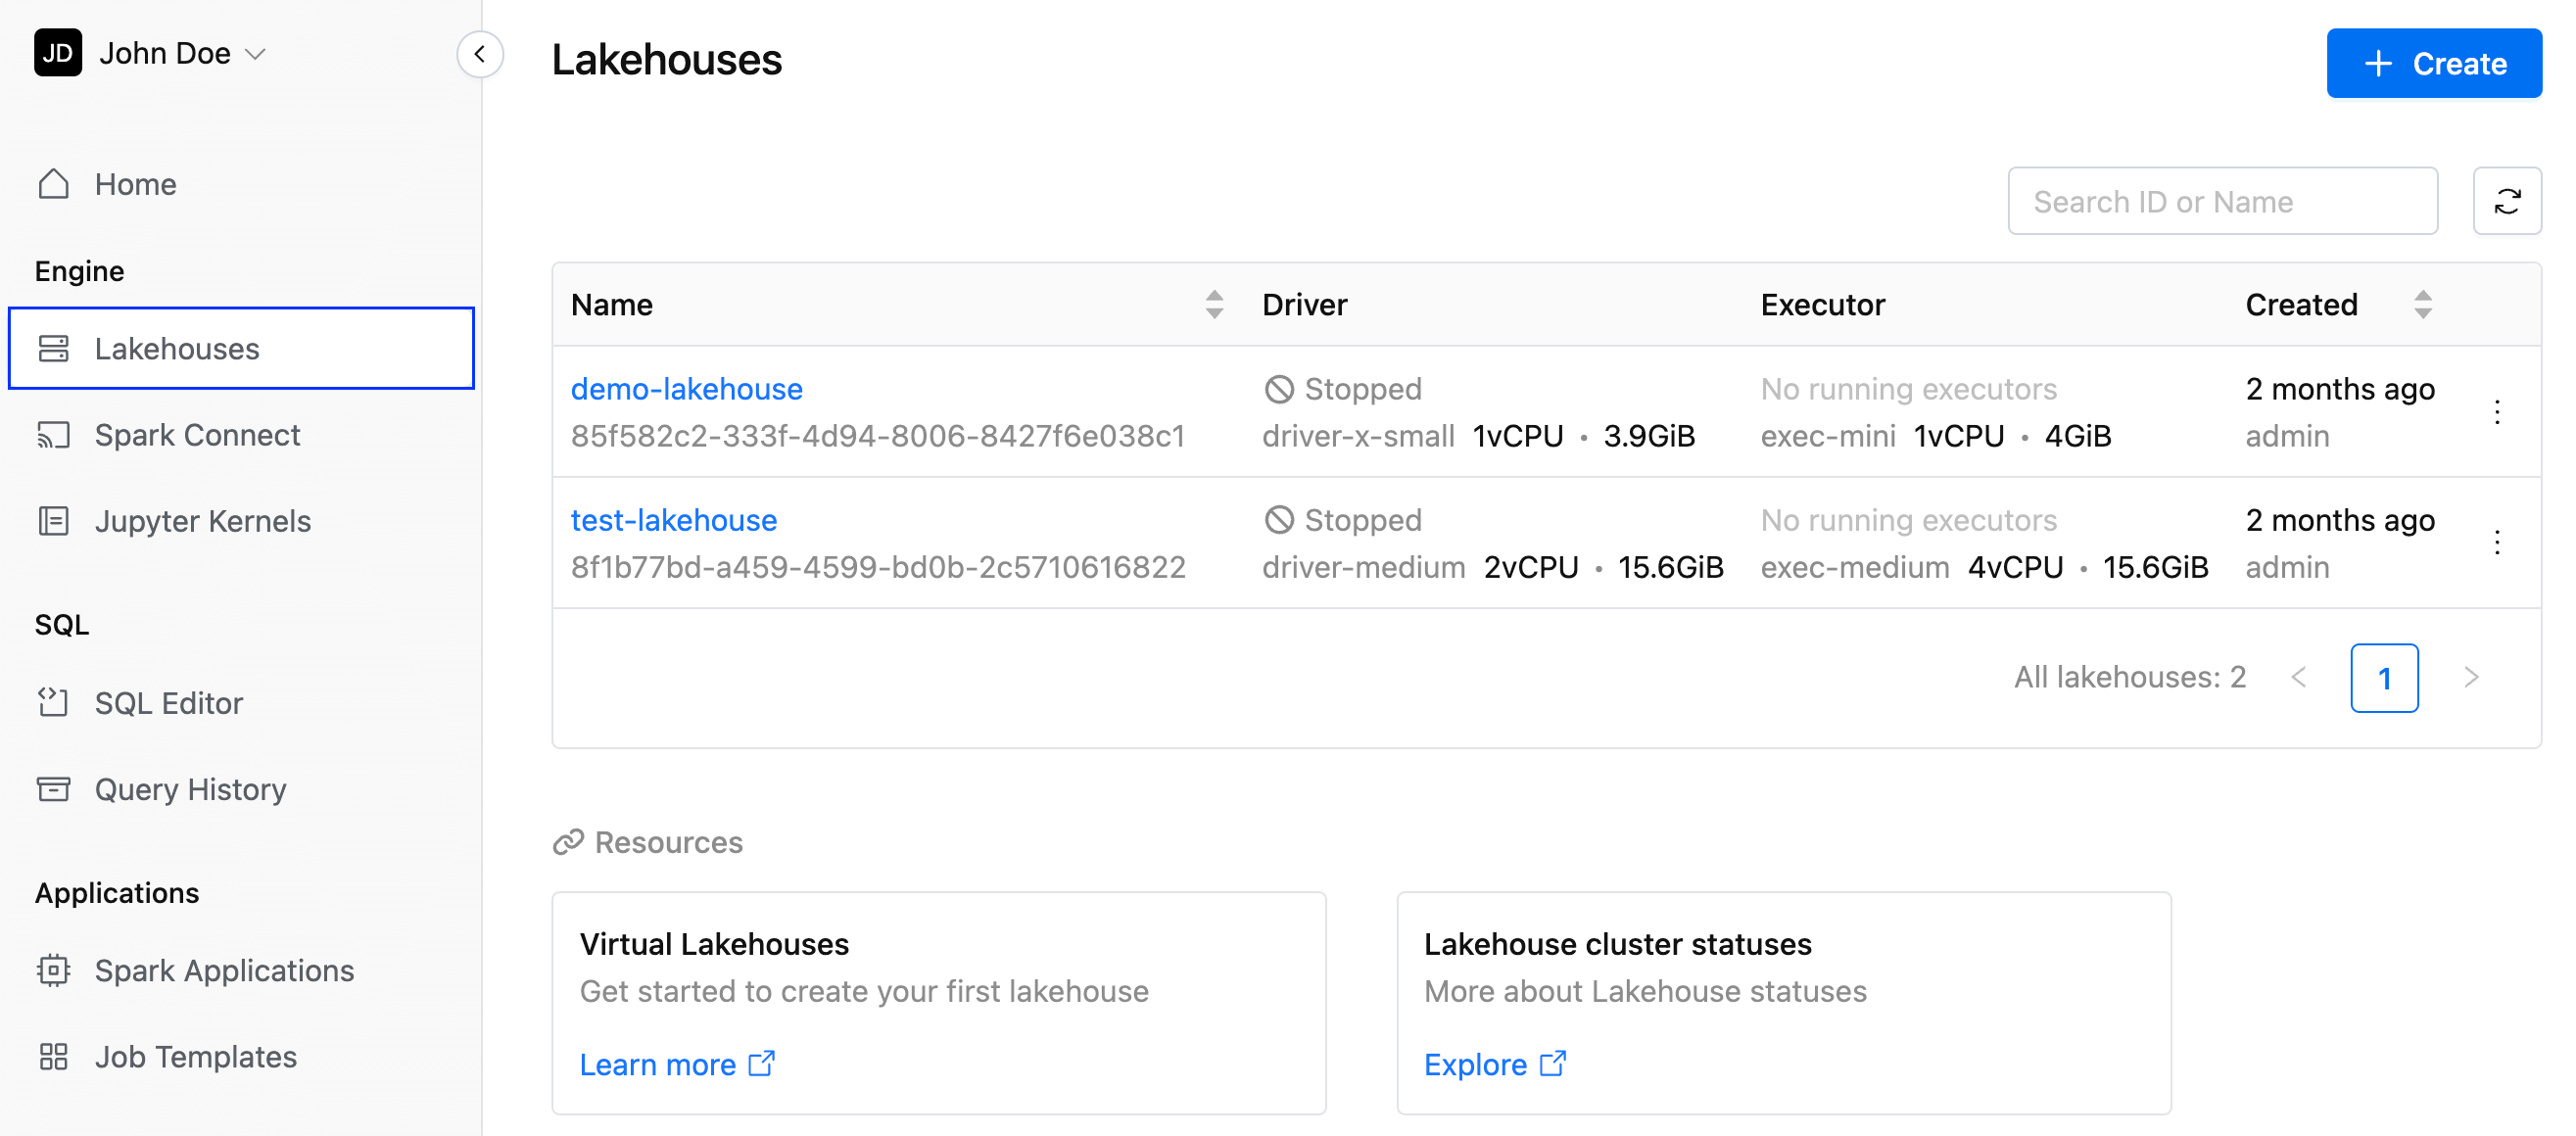 JD John Doe
Home
Engine
Lakehouses
Spark Connect
Jupyter Kernels
SQL
SQL Editor
Query History
Applications
Spark Applications
Job Templates
Lakehouses
Create
Search ID or Name
Name Driver Executor Created
demo-lakehouse Stopped No running executors 2 months ago
85f582c2-333f-4d94-8006-8427f6e038c1 driver-x-small 1vCPU • 3.9GiB exec-mini 1vCPU • 4GiB admin
test-lakehouse Stopped No running executors 2 months ago
8f1b77bd-a459-4599-bd0b-2c5710616822 driver-medium 2vCPU • 15.6GiB exec-medium 4vCPU • 15.6GiB admin
All lakehouses: 2 < 1 >
Resources
Virtual Lakehouses
Get started to create your first lakehouse
Learn more
Lakehouse cluster statuses
More about Lakehouse statuses
Explore